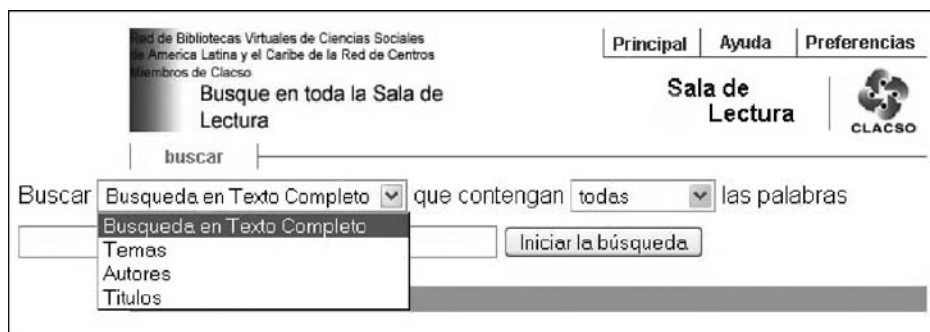 Red de Bibliotecas Virtuales de Ciencias Sociales
de America Latina y el Caribe de la Red de Centros
Miembros de Clacso
Busque en toda la Sala de
Lectura
Principal Ayuda Preferencias
Sala de
Lectura
CLACSO
buscar
Buscar Busqueda en Texto Completo que contengan todas las palabras
Busqueda en Texto Completo
Temas
Autores
Titulos
Iniciar la búsqueda